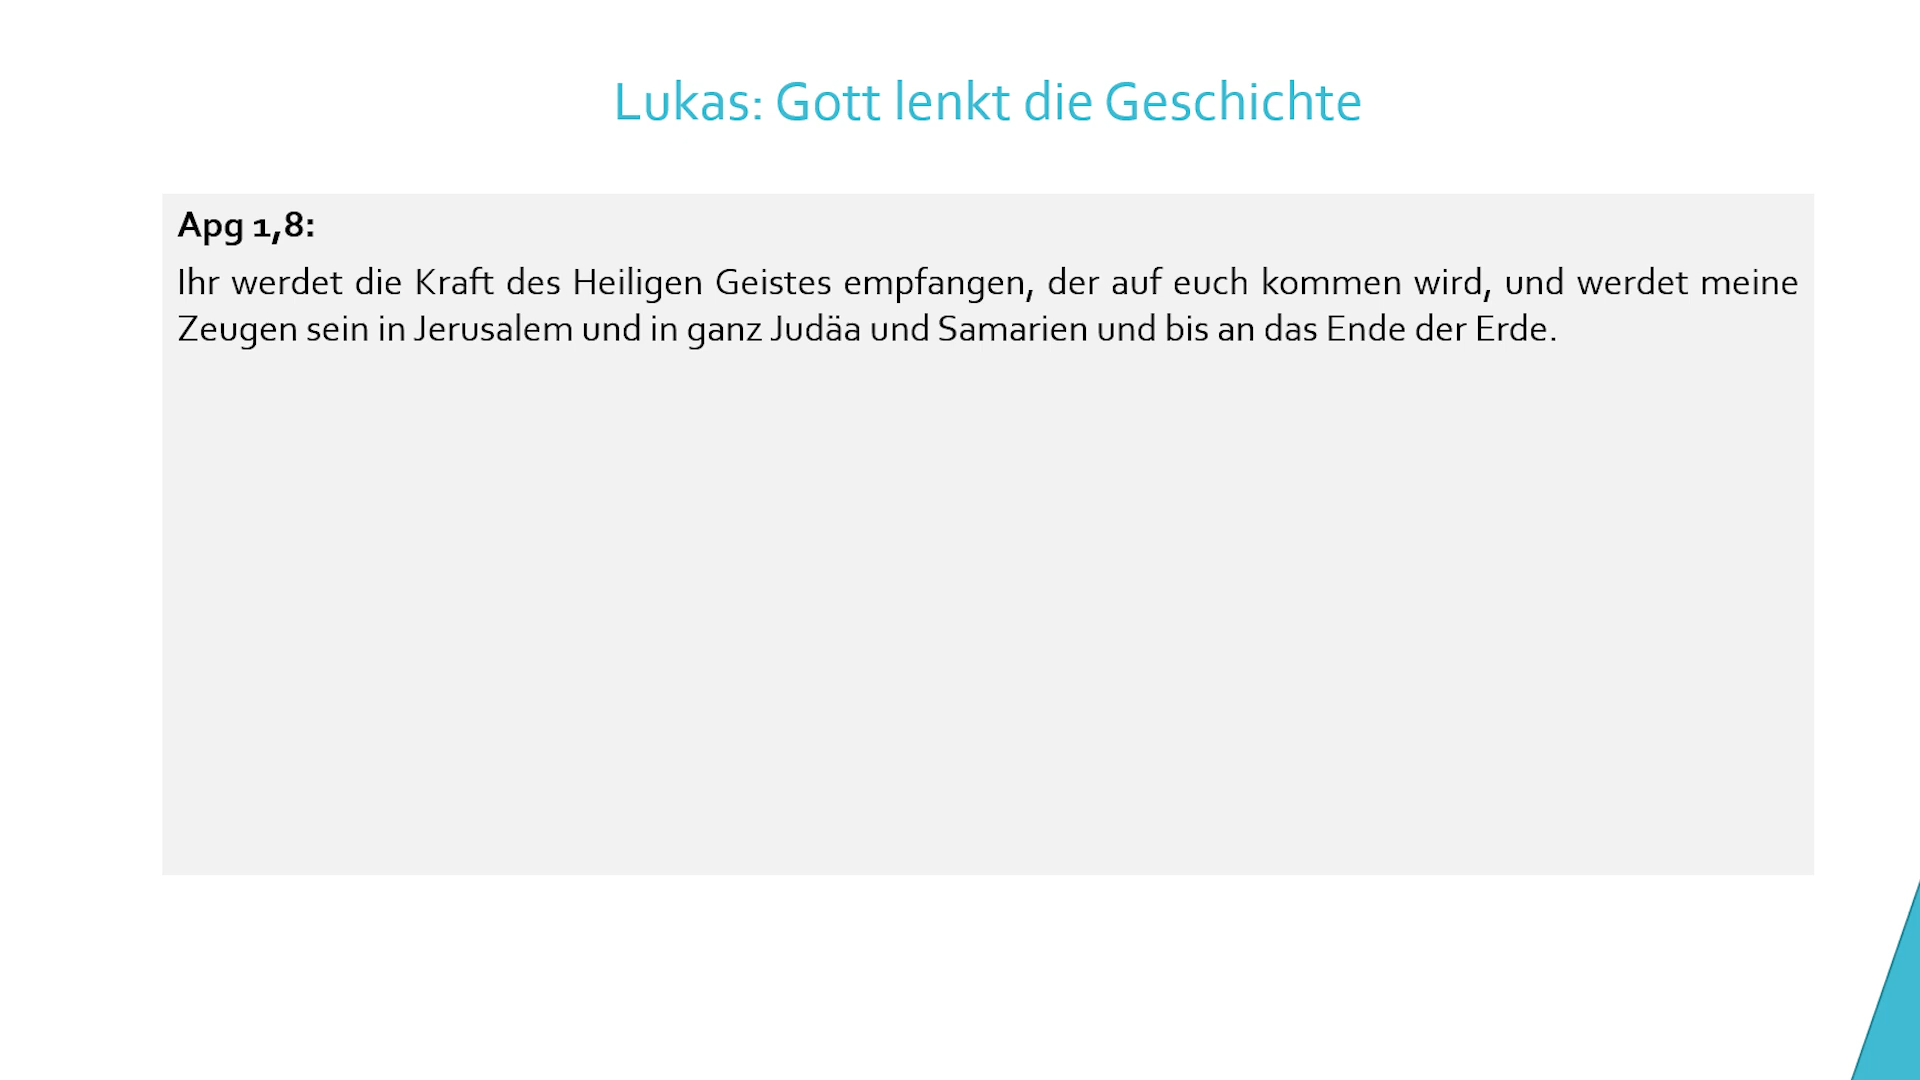 Lukas: Gott lenkt die Geschichte
Apg 1,8:
Ihr werdet die Kraft des Heiligen Geistes empfangen, der auf euch kommen wird, und werdet meine
Zeugen sein in Jerusalem und in ganz Judäa und Samarien und bis an das Ende der Erde.